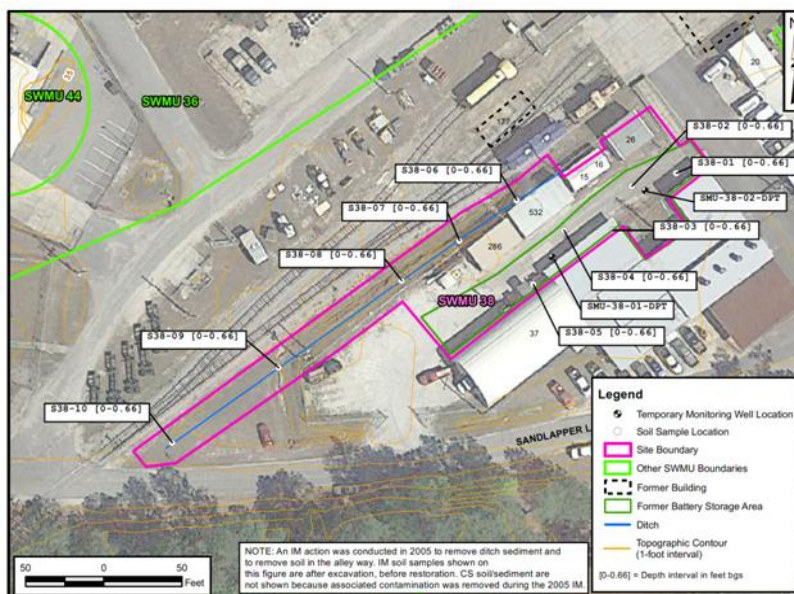 N
SWMU 44
SWMU 36
35
20
177
26
16
15
532
286
37
S38-02 [0-0.66]
S38-01 [0-0.66]
SMU-38-02-DPT
S38-06 [0-0.66]
S38-07 [0-0.66]
S38-03 [0-0.66]
S38-08 [0-0.66]
S38-04 [0-0.66]
SWMU 38
SMU-38-01-DPT
S38-05 [0-0.66]
S38-09 [0-0.66]
S38-10 [0-0.66]
SANDLAPPER L
Legend
Temporary Monitoring Well Location
Soil Sample Location
Site Boundary
Other SWMU Boundaries
Former Building
Former Battery Storage Area
Ditch
Topographic Contour
(1-foot interval)
[0-0.66] = Depth interval in feet bgs
50 0 50
Feet
NOTE: An IM action was conducted in 2005 to remove ditch sediment and
to remove soil in the alley way. IM soil samples shown on
this figure are after excavation, before restoration. CS soil/sediment are
not shown because associated contamination was removed during the 2005 IM.